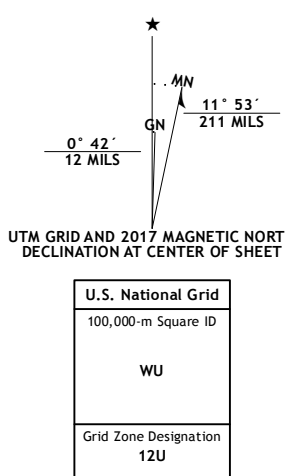 ★
MN
GN
11° 53´
211 MILS
0° 42´
12 MILS
UTM GRID AND 2017 MAGNETIC NORT
DECLINATION AT CENTER OF SHEET
U.S. National Grid
100,000-m Square ID
WU
Grid Zone Designation
12U